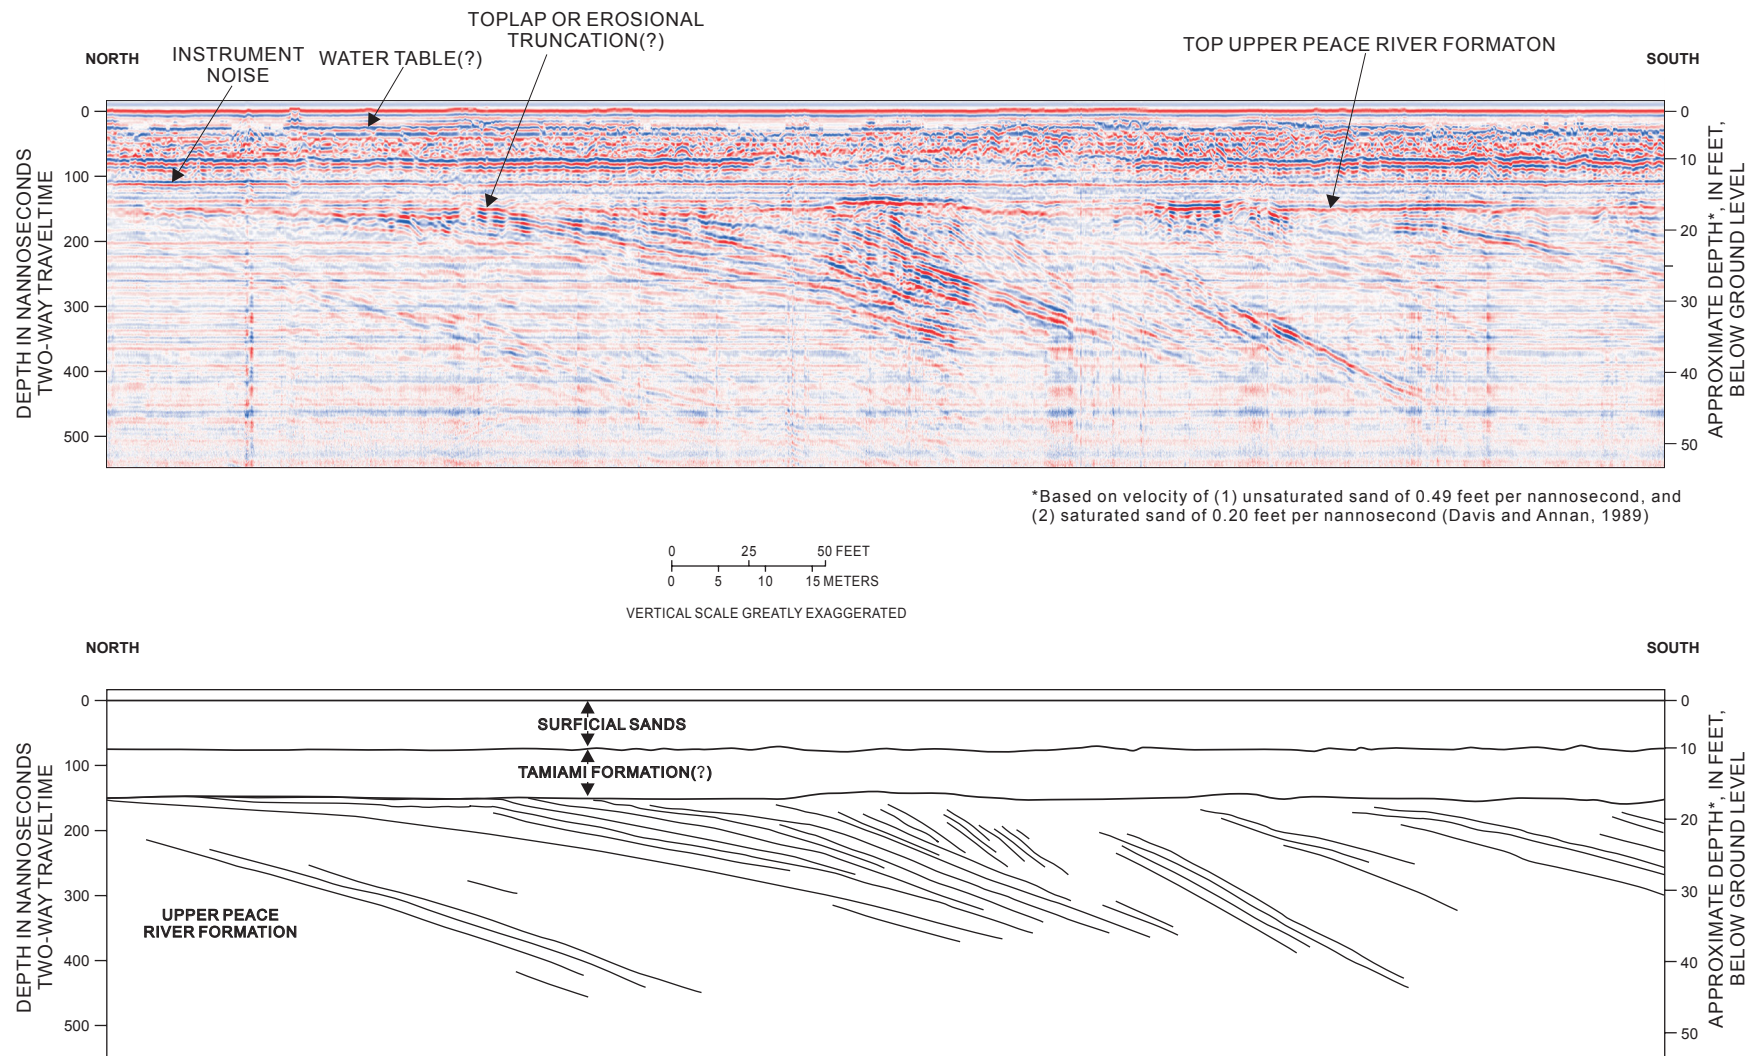 TOPLAP OR EROSIONAL
TRUNCATION(?)
INSTRUMENT
NOISE
WATER TABLE(?)
TOP UPPER PEACE RIVER FORMATON
NORTH
SOUTH
DEPTH IN NANNOSECONDS
TWO-WAY TRAVELTIME
0
100
200
300
400
500
0
10
20
30
40
50
APPROXIMATE DEPTH*, IN FEET,
BELOW GROUND LEVEL
*Based on velocity of (1) unsaturated sand of 0.49 feet per nannosecond, and
(2) saturated sand of 0.20 feet per nannosecond (Davis and Annan, 1989)
0 25 50 FEET
0 5 10 15 METERS
VERTICAL SCALE GREATLY EXAGGERATED
NORTH
SOUTH
DEPTH IN NANNOSECONDS
TWO-WAY TRAVELTIME
0
100
200
300
400
500
SURFICIAL SANDS
TAMIAMI FORMATION(?)
UPPER PEACE
RIVER FORMATION
0
10
20
30
40
50
APPROXIMATE DEPTH*, IN FEET,
BELOW GROUND LEVEL